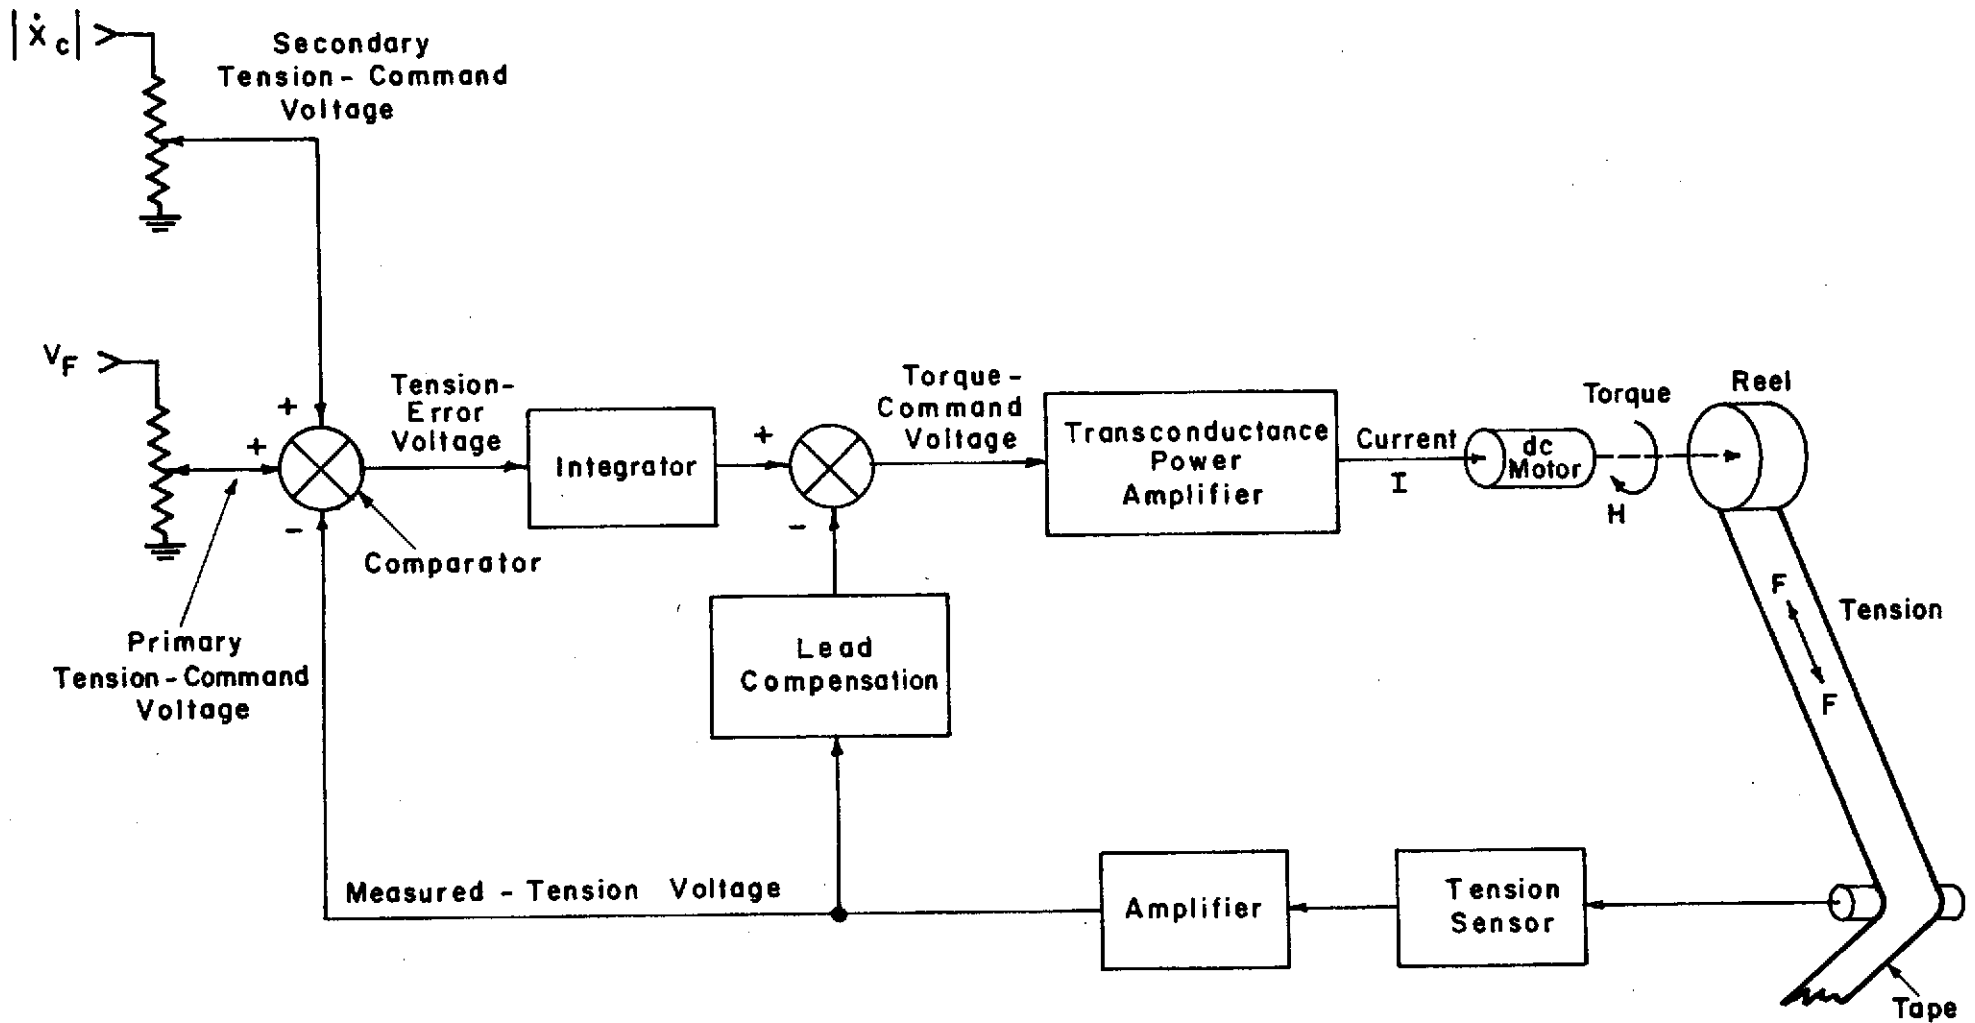 |Ẋc|
Secondary
Tension - Command
Voltage
VF
+
+
-
Tension-
Error
Voltage
Integrator
+
-
Torque -
Command
Voltage
Transconductance
Power
Amplifier
Current
I
dc
Motor
Torque
H
Reel
Comparator
Primary
Tension - Command
Voltage
Lead
Compensation
F
F
Tension
Measured - Tension Voltage
Amplifier
Tension
Sensor
Tape